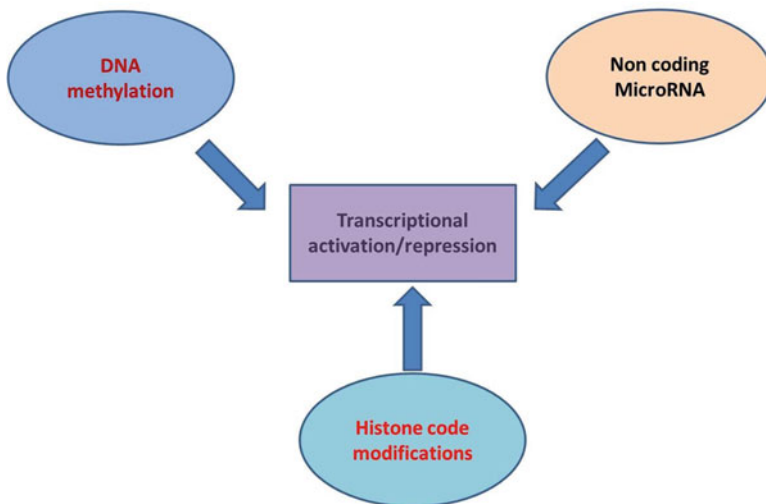 DNA
methylation
Non coding
MicroRNA
Transcriptional
activation/repression
Histone code
modifications